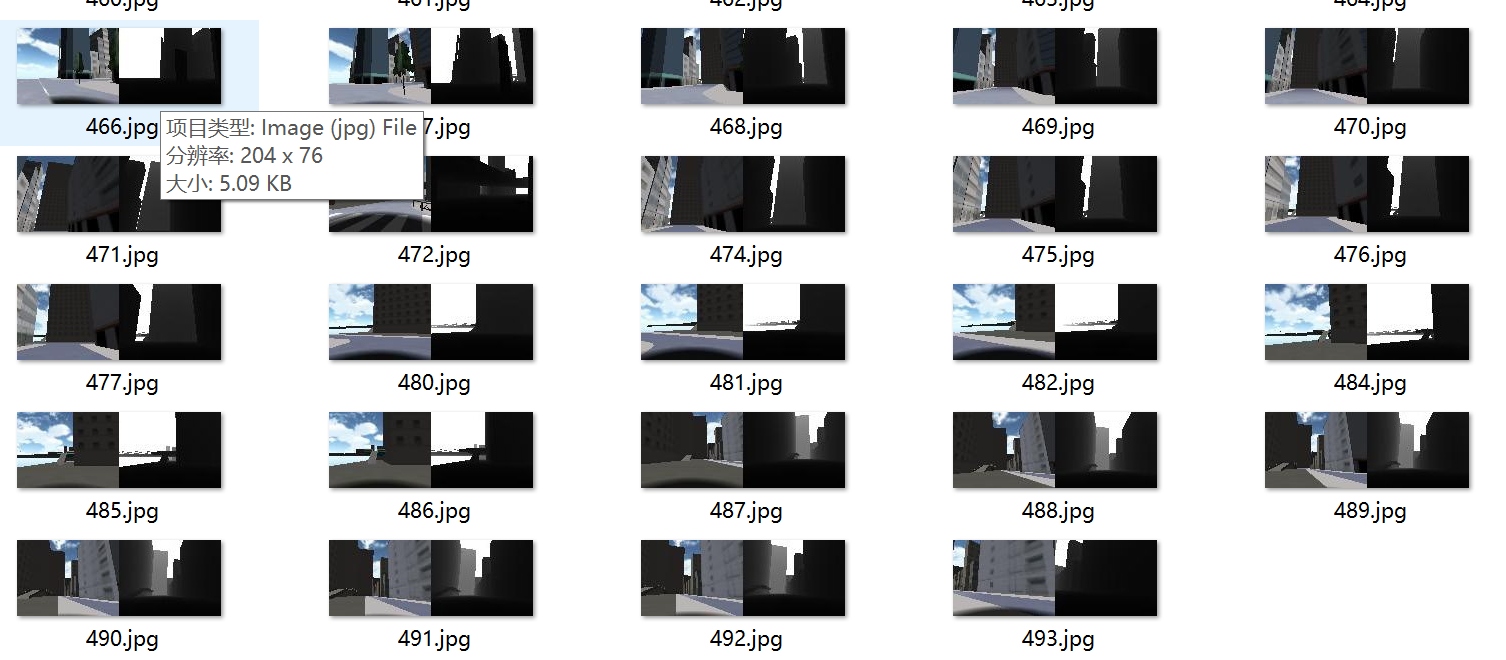 466.jpg
7.jpg
468.jpg
469.jpg
470.jpg
项目类型: Image (jpg) File
分辨率: 204 x 76
大小: 5.09 KB
471.jpg
472.jpg
474.jpg
475.jpg
476.jpg
477.jpg
480.jpg
481.jpg
482.jpg
484.jpg
485.jpg
486.jpg
487.jpg
488.jpg
489.jpg
490.jpg
491.jpg
492.jpg
493.jpg